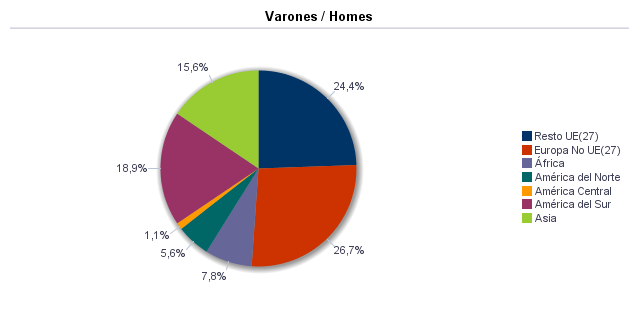 Varones / Homes
15,6%
24,4%
18,9%
1,1%
5,6%
7,8%
26,7%
Resto UE(27)
Europa No UE(27)
África
América del Norte
América Central
América del Sur
Asia